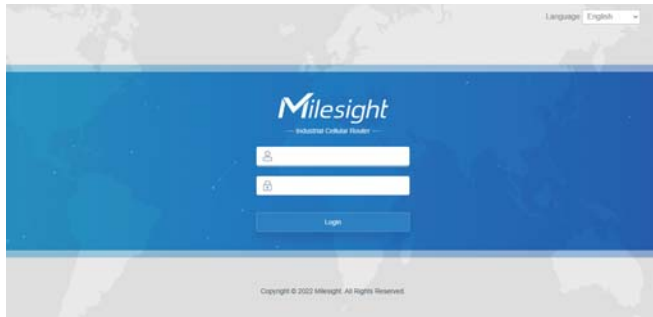 Language English
Milesight
— Industrial Cellular Router —
Login
Copyright © 2022 Milesight. All Rights Reserved.